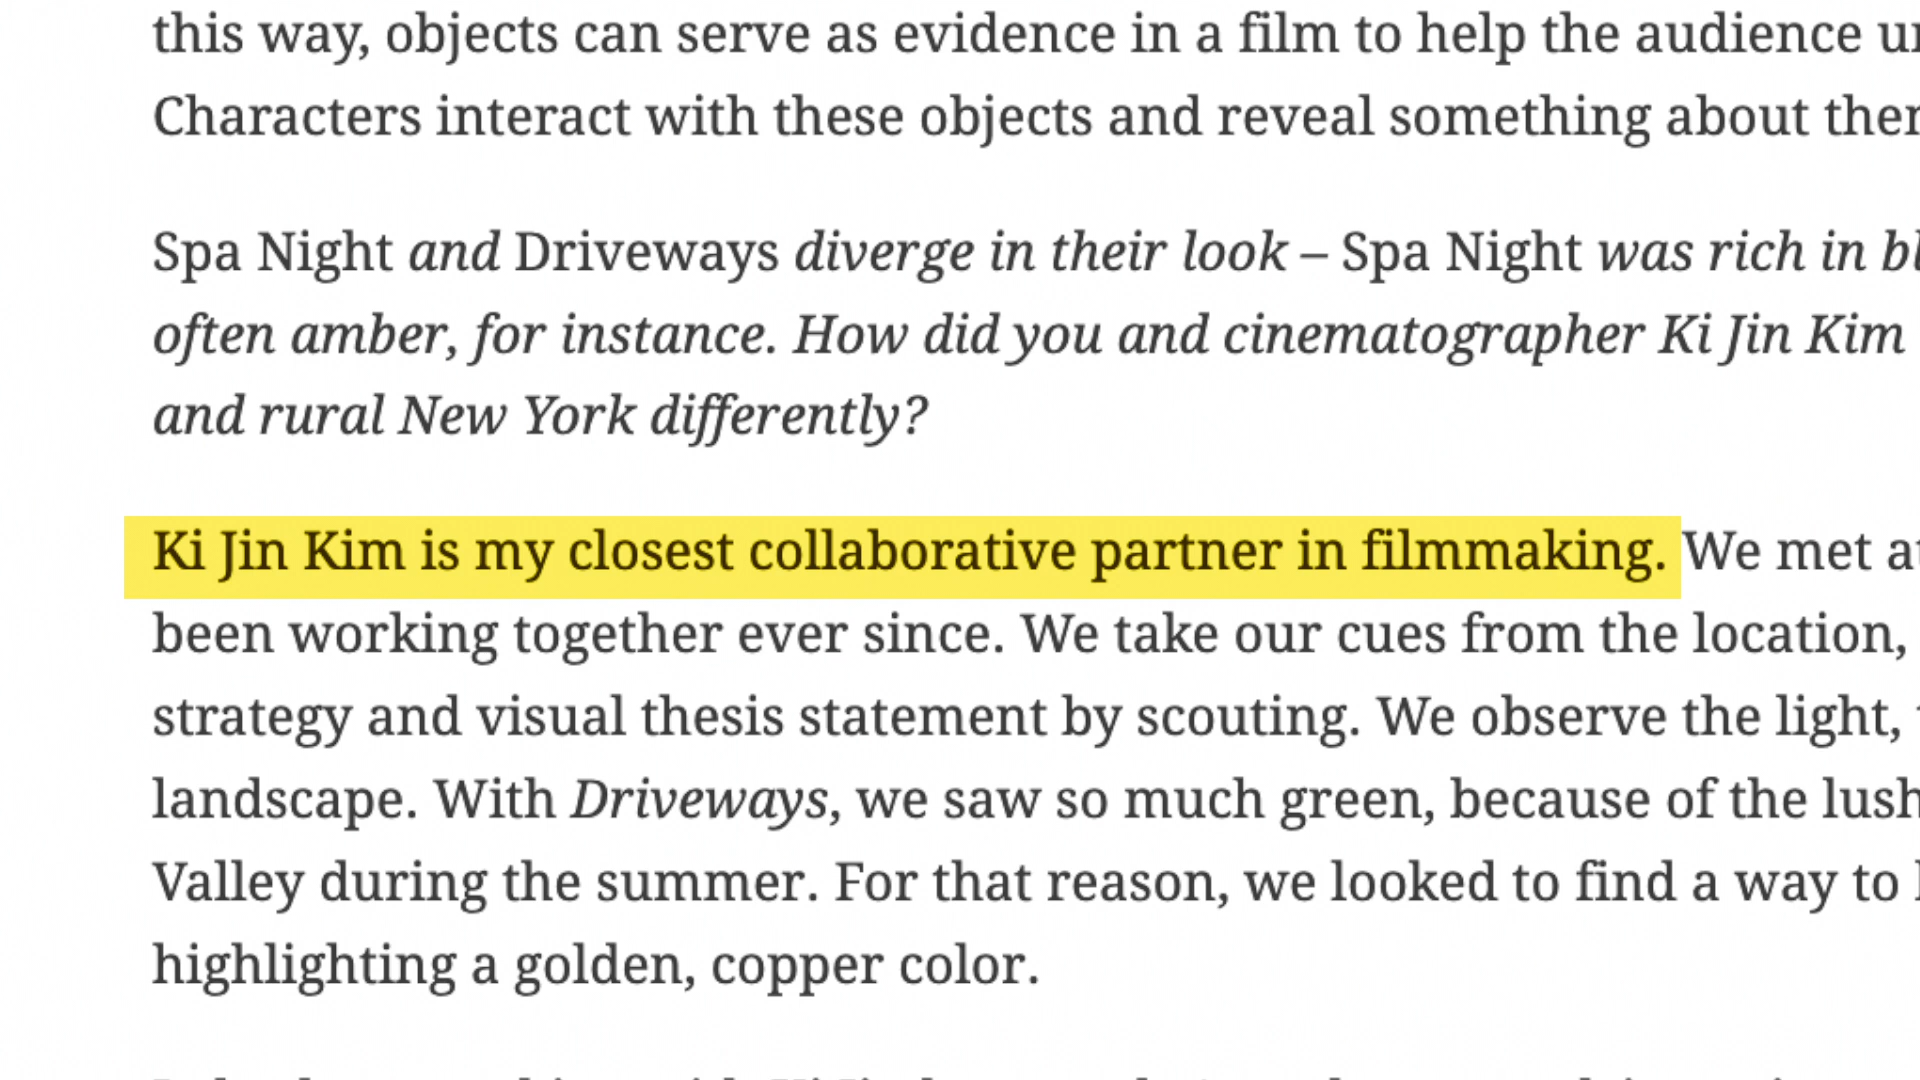 this way, objects can serve as evidence in a film to help the audience
Characters interact with these objects and reveal something about
Spa Night and Driveways diverge in their look – Spa Night was rich in
often amber, for instance. How did you and cinematographer Ki Jin Kim
and rural New York differently?
Ki Jin Kim is my closest collaborative partner in filmmaking. We met
been working together ever since. We take our cues from the location,
strategy and visual thesis statement by scouting. We observe the light,
landscape. With Driveways, we saw so much green, because of the lush
Valley during the summer. For that reason, we looked to find a way to
highlighting a golden, copper color.